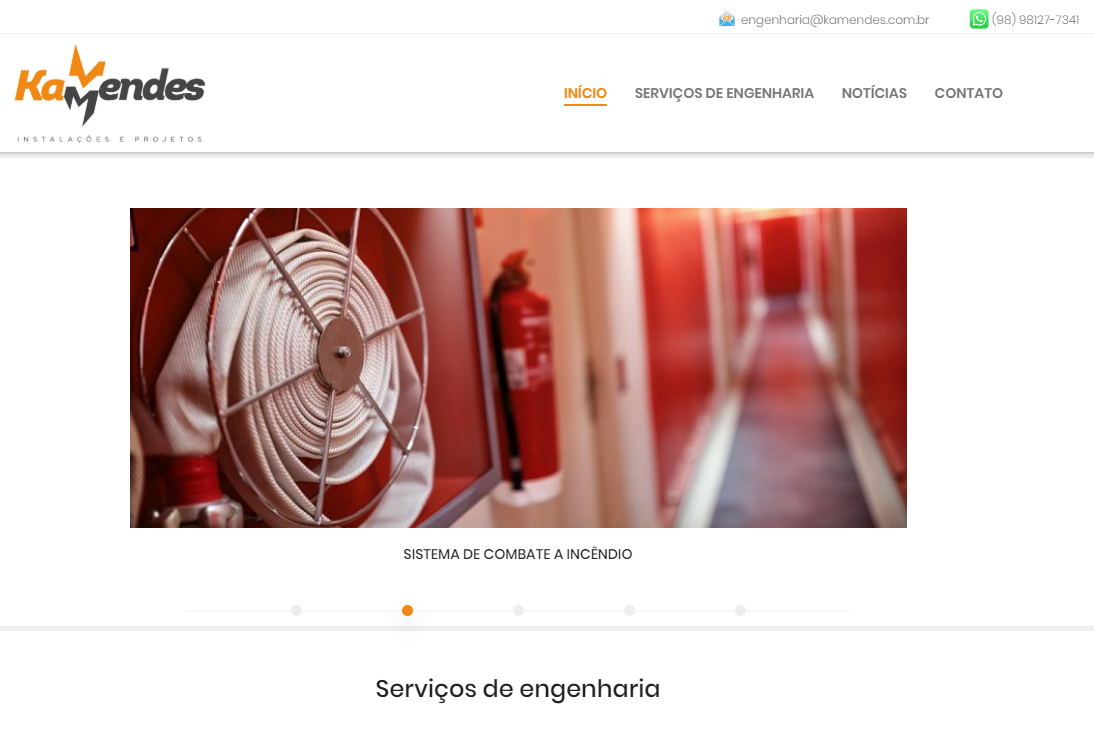 engenharia@kamendes.com.br (98) 98127-7341
KaMendes
INSTALAÇÕES E PROJETOS
INÍCIO SERVIÇOS DE ENGENHARIA NOTÍCIAS CONTATO
SISTEMA DE COMBATE A INCÊNDIO
Serviços de engenharia